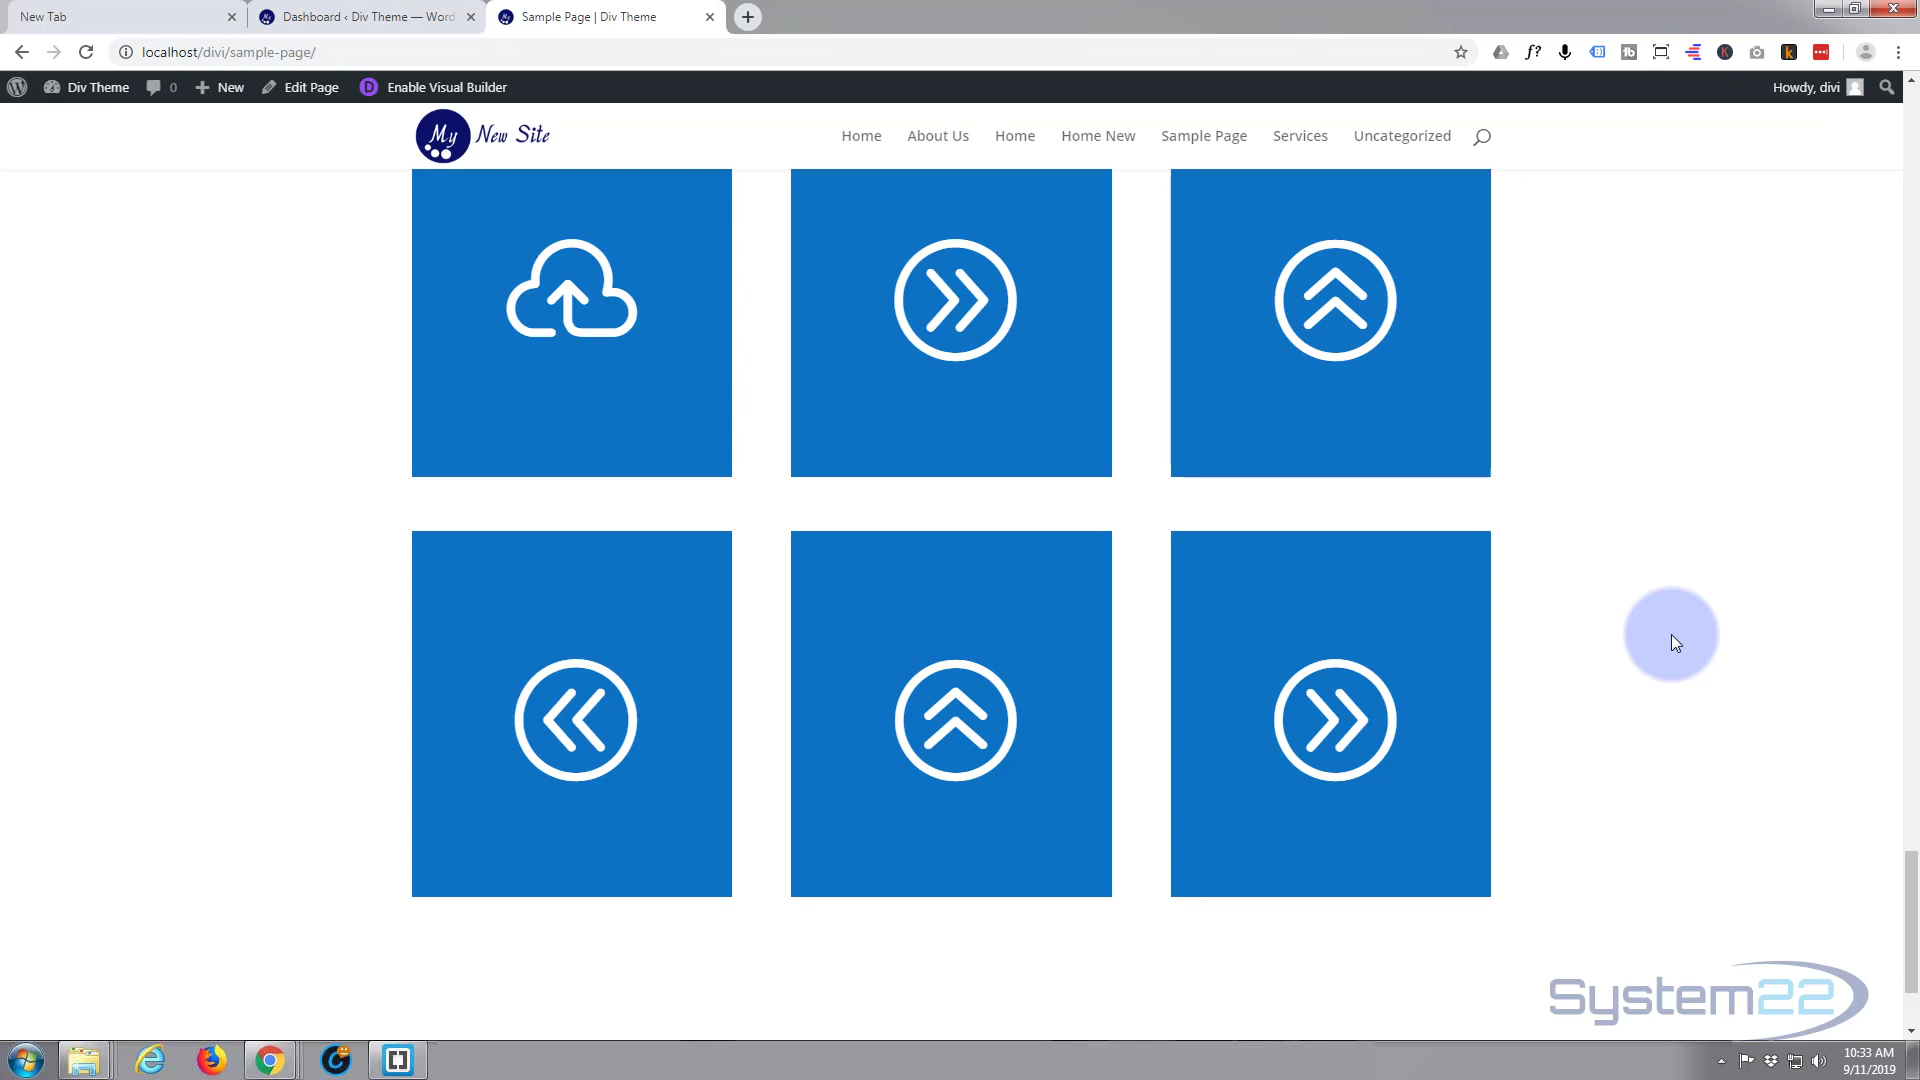 New Tab
Dashboard ‹ Div Theme — Word
Sample Page | Div Theme
localhost/divi/sample-page/
Div Theme 0 New Edit Page Enable Visual Builder Howdy, divi
My New Site
Home About Us Home Home New Sample Page Services Uncategorized
System22
10:33 AM
9/11/2019